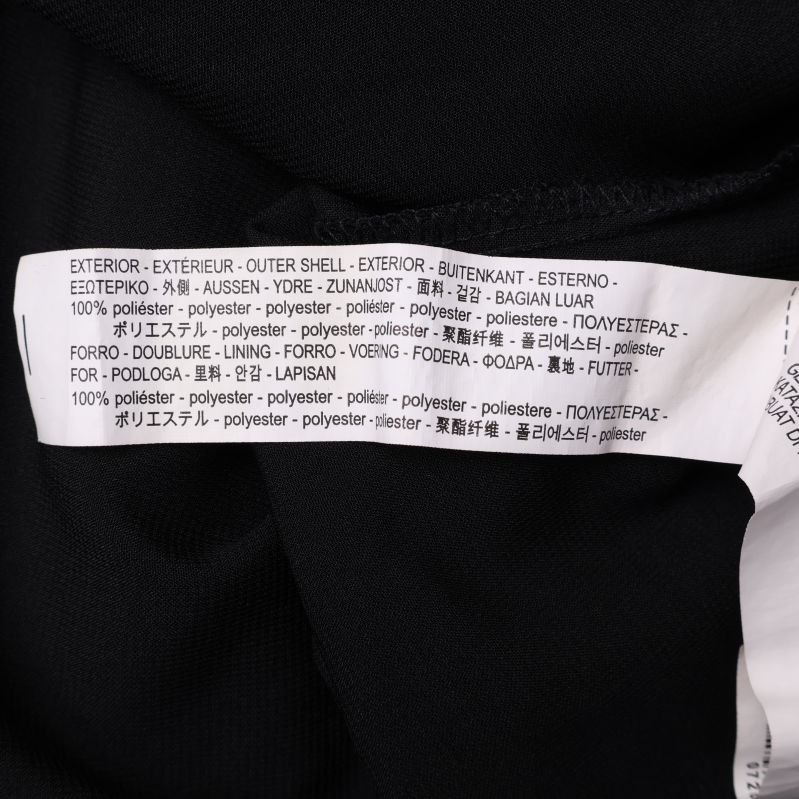 EXTERIOR - EXTÉRIEUR - OUTER SHELL - EXTERIOR - BUITENKANT - ESTERNO -
ΕΞΩΤΕΡΙΚΟ - 外側 - AUSSEN - YDRE - ZUNANJOST - 面料 - 겉감 - BAGIAN LUAR
100% poliéster - polyester - polyester - poliéster - polyester - poliestere - ΠΟΛΥΕΣΤΕΡΑΣ -
ポリエステル - polyester - polyester - poliester - 聚酯纤维 - 폴리에스터 - poliester
FORRO - DOUBLURE - LINING - FORRO - VOERING - FODERA - ΦΟΔΡΑ - 裏地 - FUTTER -
FOR - PODLOGA - 里料 - 안감 - LAPISAN
100% poliéster - polyester - polyester - poliéster - polyester - poliestere - ΠΟΛΥΕΣΤΕΡΑΣ -
ポリエステル - polyester - polyester - poliester - 聚酯纤维 - 폴리에스터 - poliester
BUAT DI
072